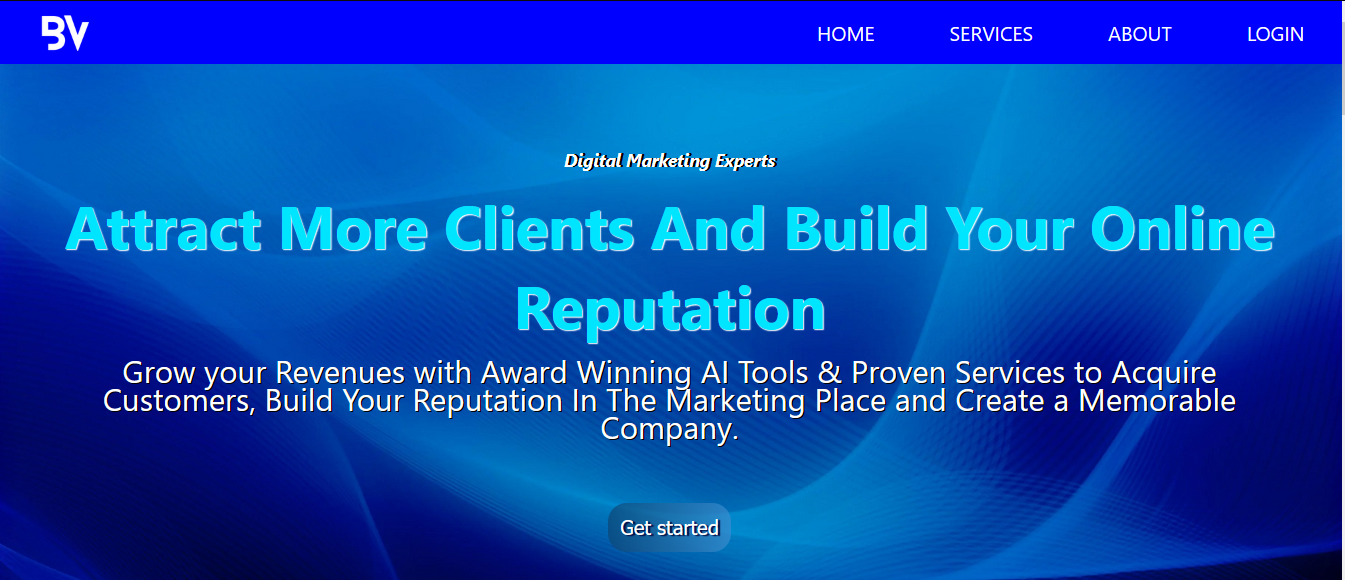 BV
HOME SERVICES ABOUT LOGIN
Digital Marketing Experts
Attract More Clients And Build Your Online
Reputation
Grow your Revenues with Award Winning AI Tools & Proven Services to Acquire
Customers, Build Your Reputation In The Marketing Place and Create a Memorable
Company.
Get started